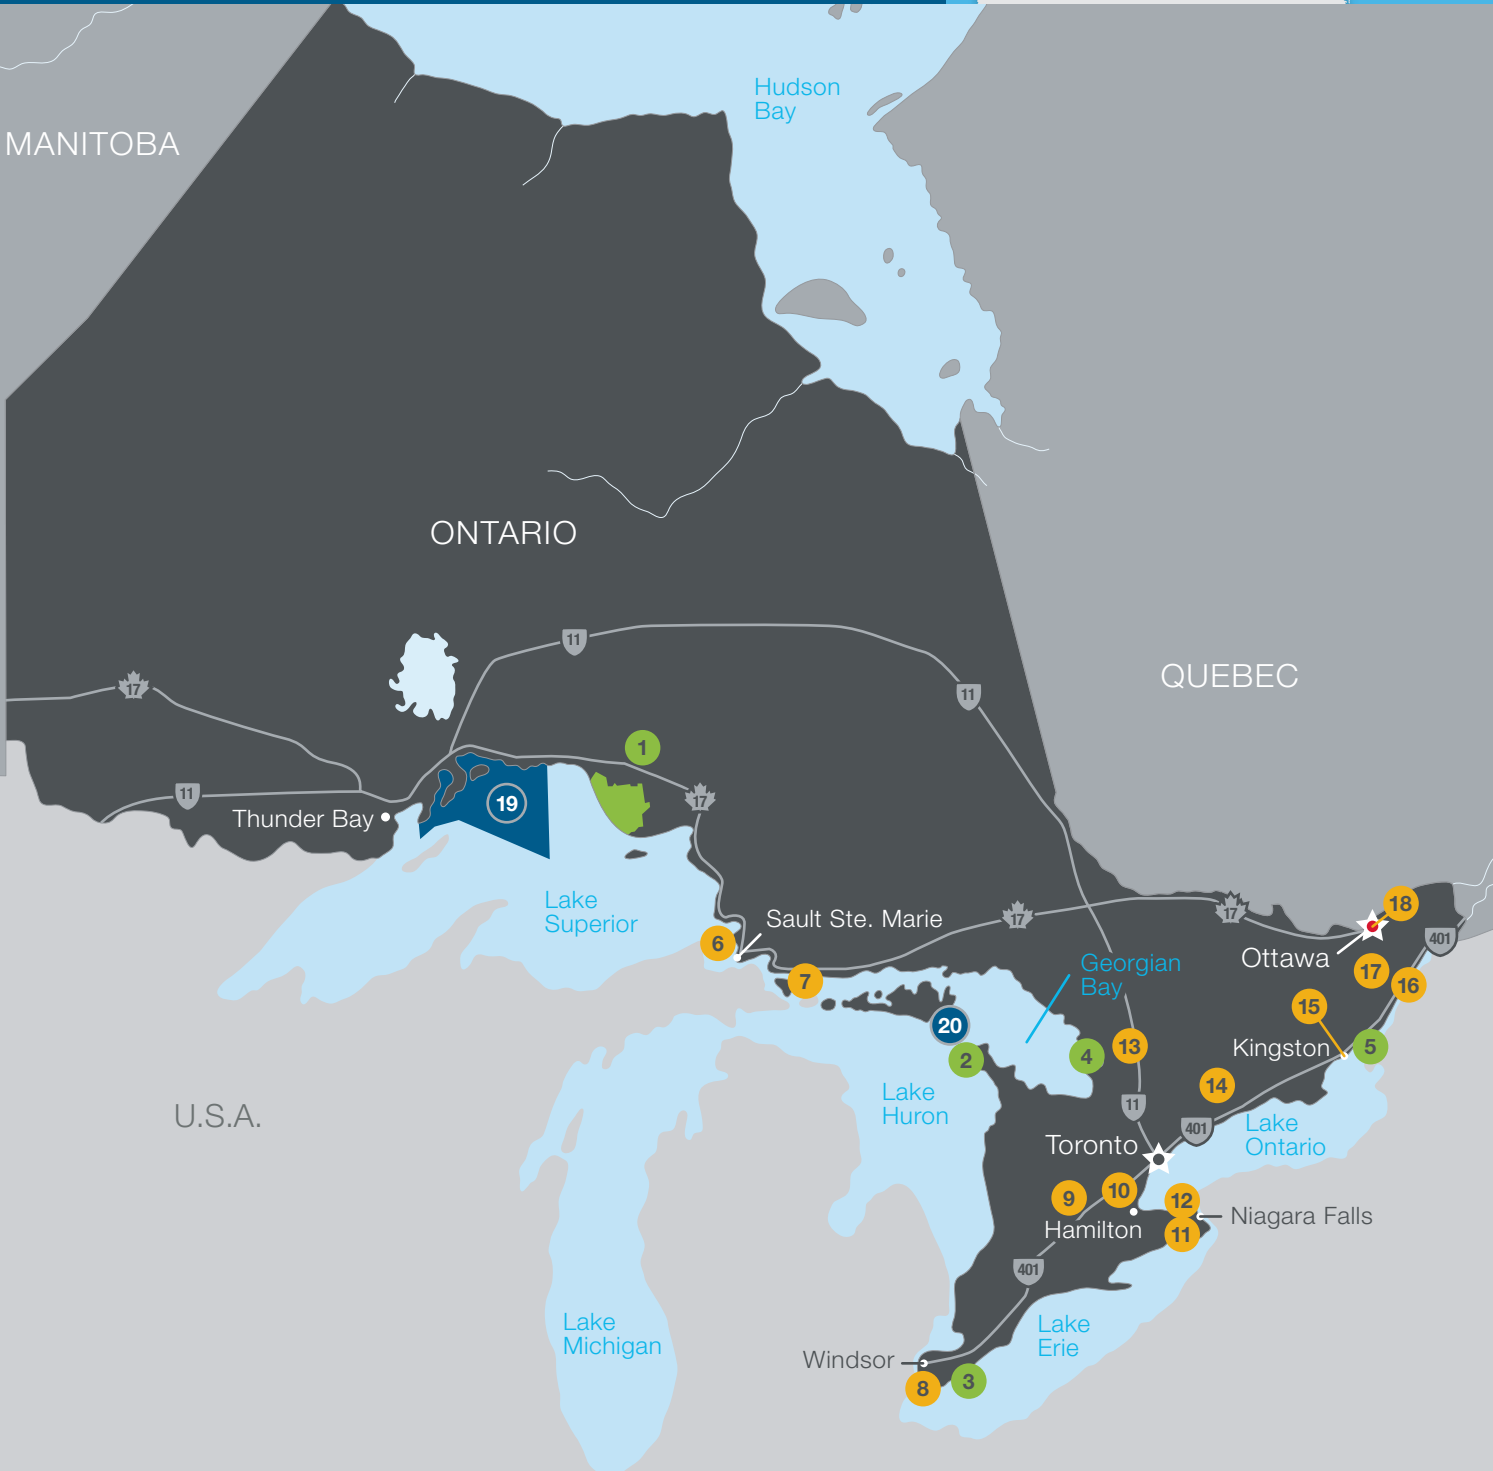 Hudson
Bay
MANITOBA
ONTARIO
11
QUEBEC
17
11
1
11
17
19
Thunder Bay
Lake
Superior
18
17
17
Sault Ste. Marie
401
6
Ottawa
Georgian
Bay
17
7
16
15
20
13
Kingston
5
4
2
14
Lake
Huron
11
U.S.A.
401
Lake
Ontario
Toronto
10
9
12
Niagara Falls
Hamilton
11
401
Lake
Michigan
Lake
Erie
Windsor
3
8